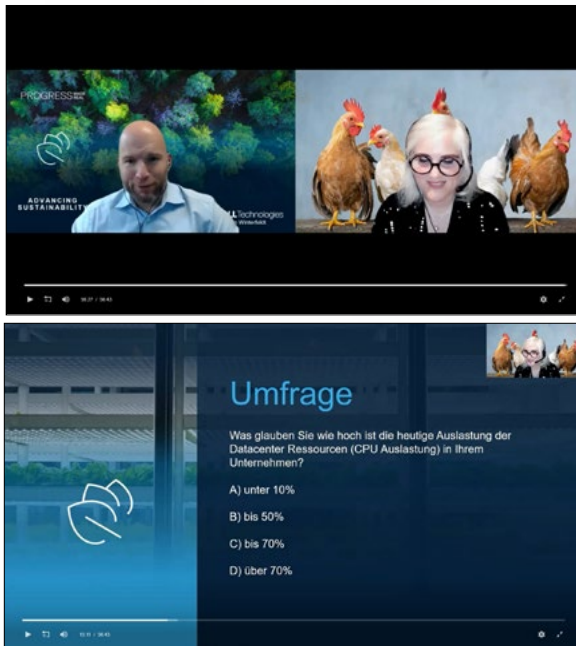 PROGRESS
ADVANCING
SUSTAINABILITY
LLTechnologies
Umfrage
Was glauben Sie wie hoch ist die heutige Auslastung der
Datacenter Ressourcen (CPU Auslastung) in Ihrem
Unternehmen?
A) unter 10%
B) bis 50%
C) bis 70%
D) über 70%